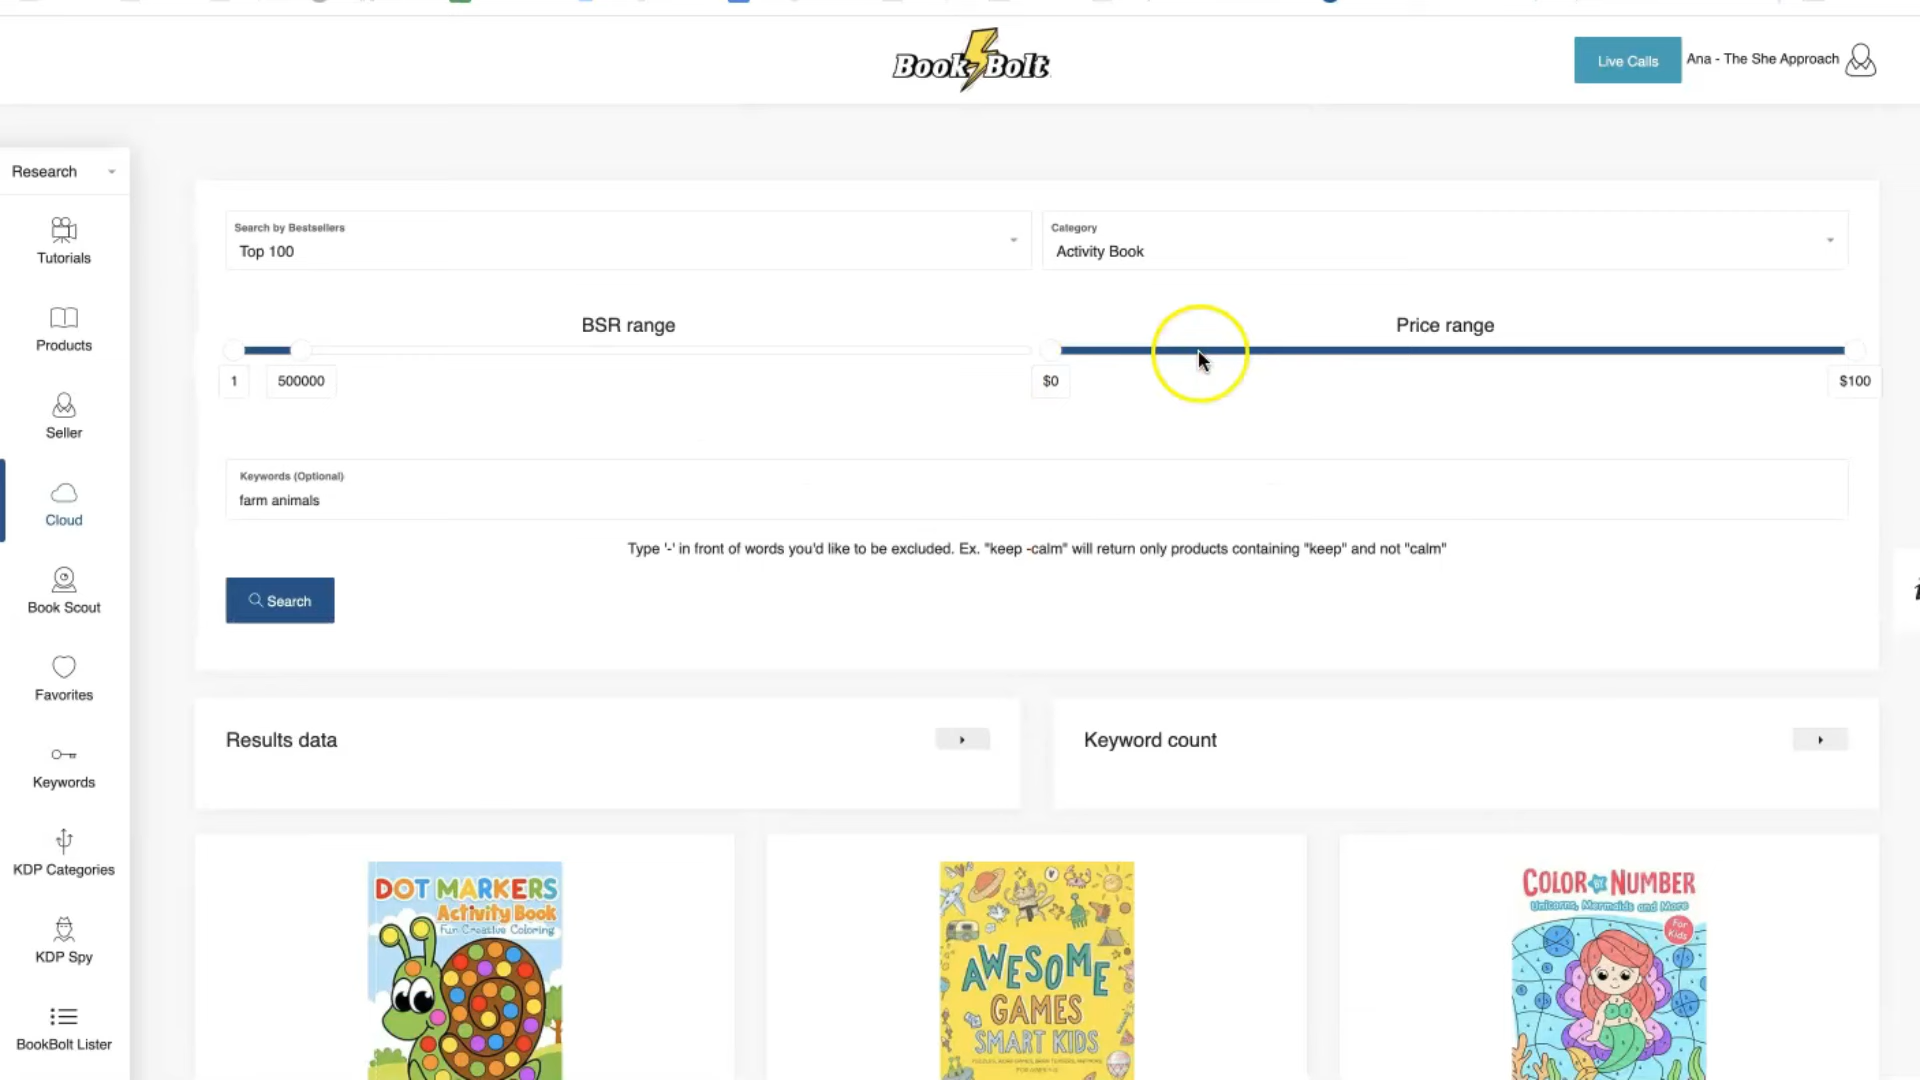 Book Bolt
Live Calls
Ana - The She Approach
Research
Tutorials
Products
Seller
Cloud
Book Scout
Favorites
Keywords
KDP Categories
KDP Spy
BookBolt Lister
Search by Bestsellers
Top 100
Category
Activity Book
BSR range
Price range
1
500000
$0
$100
Keywords (Optional)
farm animals
Type '-' in front of words you'd like to be excluded. Ex. "keep -calm" will return only products containing "keep" and not "calm"
Search
Results data
Keyword count
DOT MARKERS
Activity Book
Fun Creative Coloring
AWESOME
GAMES
SMART KIDS
COLOR BY NUMBER
Unicorns, Mermaids and More
For
Kids